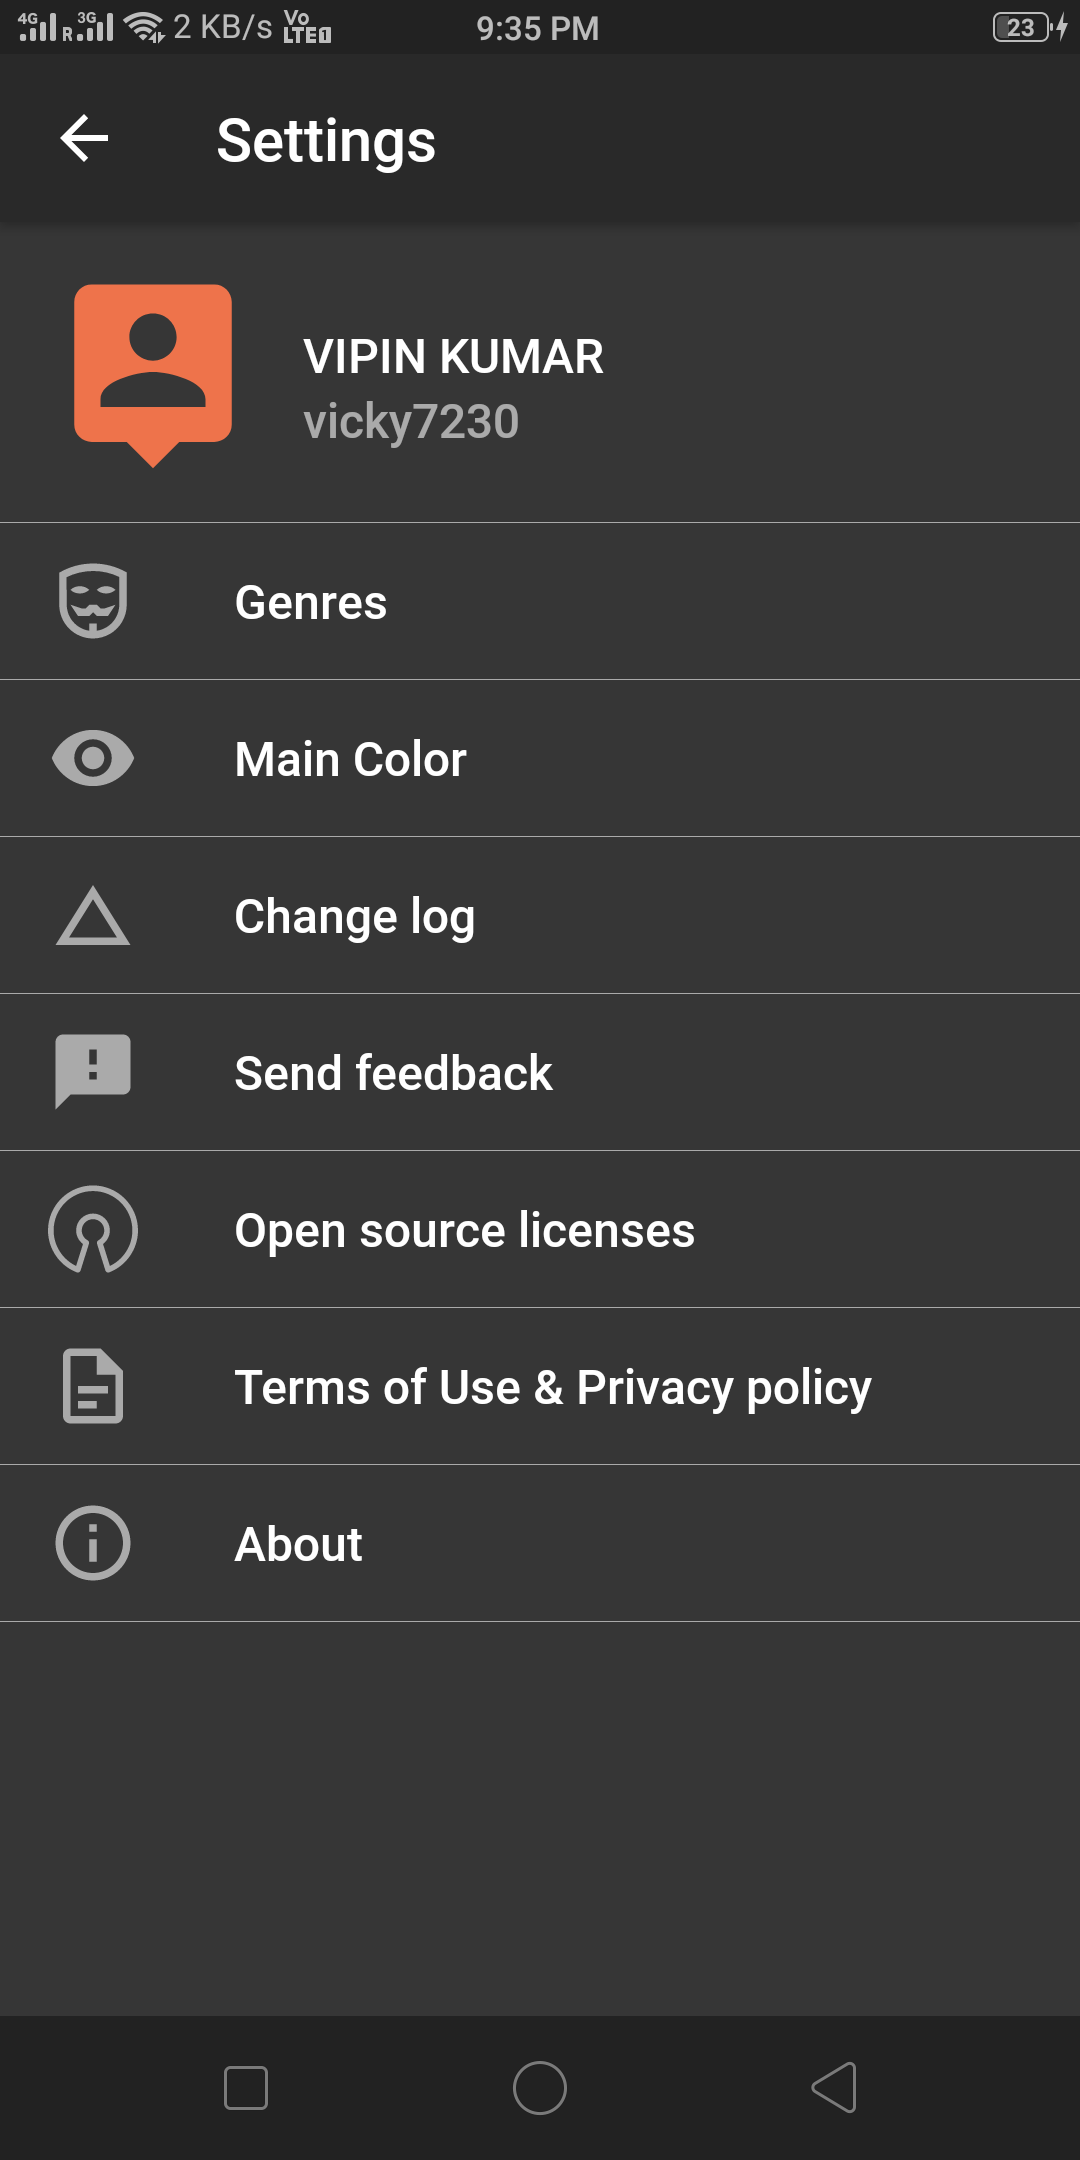 4G R 3G 2 KB/s Vo LTE1 9:35 PM 23
Settings
VIPIN KUMAR
vicky7230
Genres
Main Color
Change log
Send feedback
Open source licenses
Terms of Use & Privacy policy
About